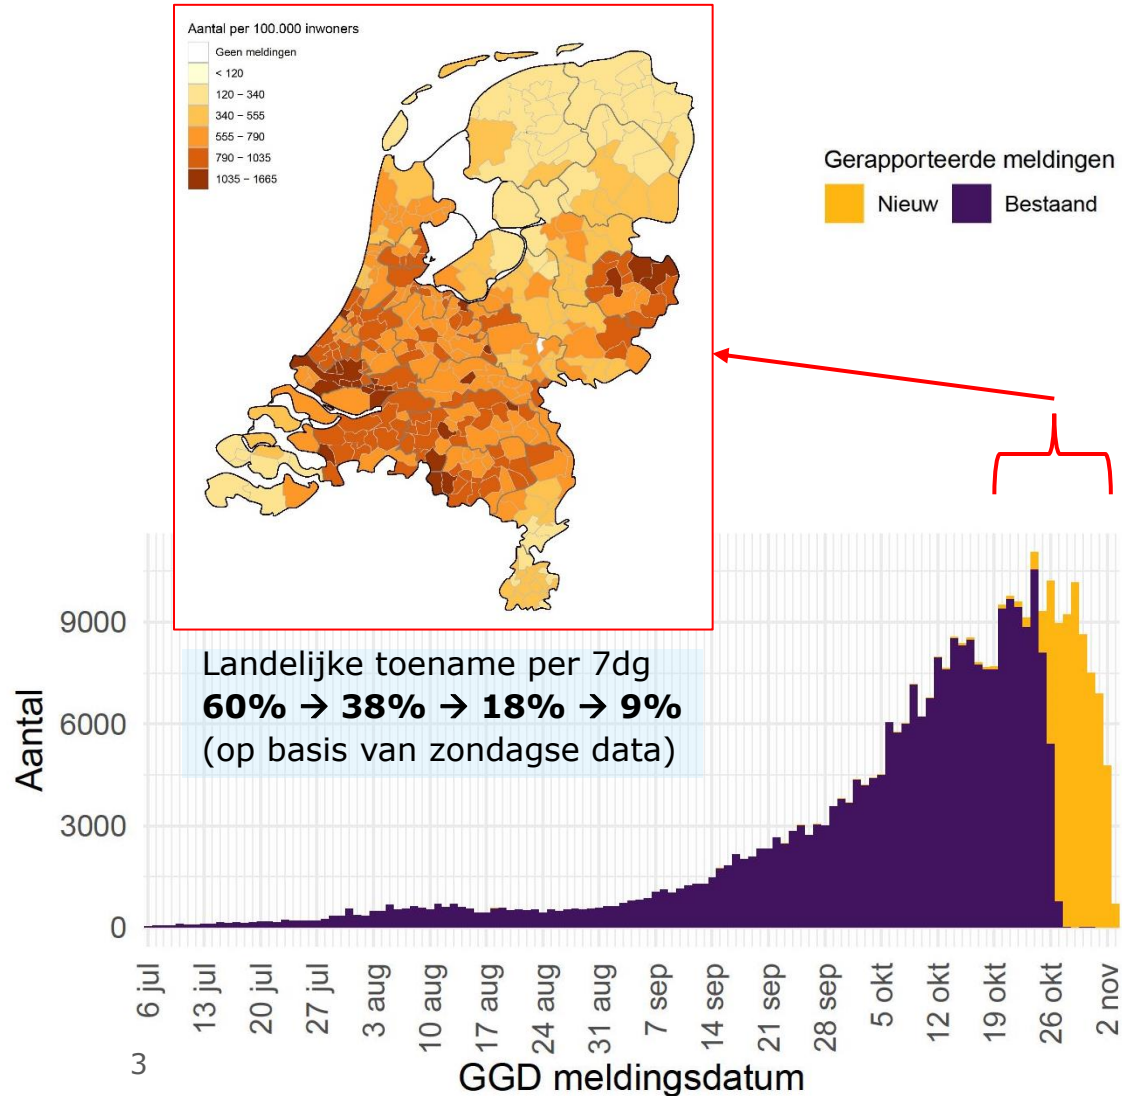 Aantal per 100.000 inwoners
Geen meldingen
< 120
120 – 340
340 – 555
555 – 790
790 – 1035
1035 – 1665
Gerapporteerde meldingen
Nieuw
Bestaand
Landelijke toename per 7dg
60% → 38% → 18% → 9%
(op basis van zondagse data)
Aantal
9000
6000
3000
0
6 jul
13 jul
20 jul
27 jul
3 aug
10 aug
17 aug
24 aug
31 aug
7 sep
14 sep
21 sep
28 sep
5 okt
12 okt
19 okt
26 okt
2 nov
GGD meldingsdatum
3